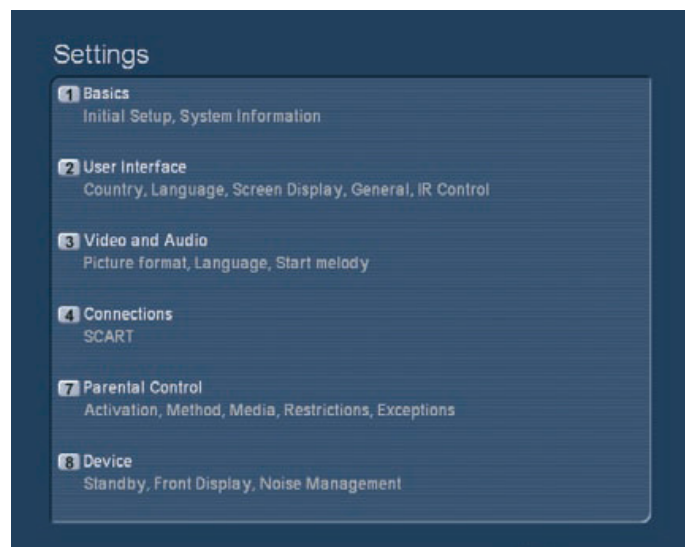 Settings
1 Basics
Initial Setup, System Information
2 User Interface
Country, Language, Screen Display, General, IR Control
3 Video and Audio
Picture format, Language, Start melody
4 Connections
SCART
7 Parental Control
Activation, Method, Media, Restrictions, Exceptions
8 Device
Standby, Front Display, Noise Management